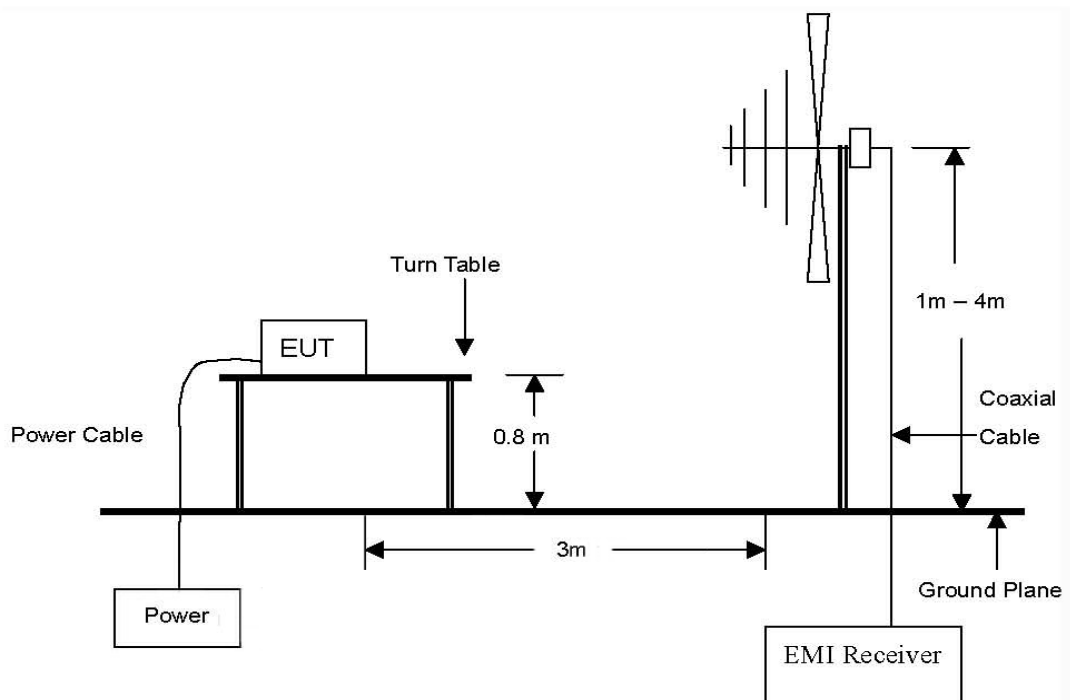 Turn Table
1m – 4m
EUT
Coaxial
Cable
Power Cable
0.8 m
3m
Ground Plane
Power
EMI Receiver